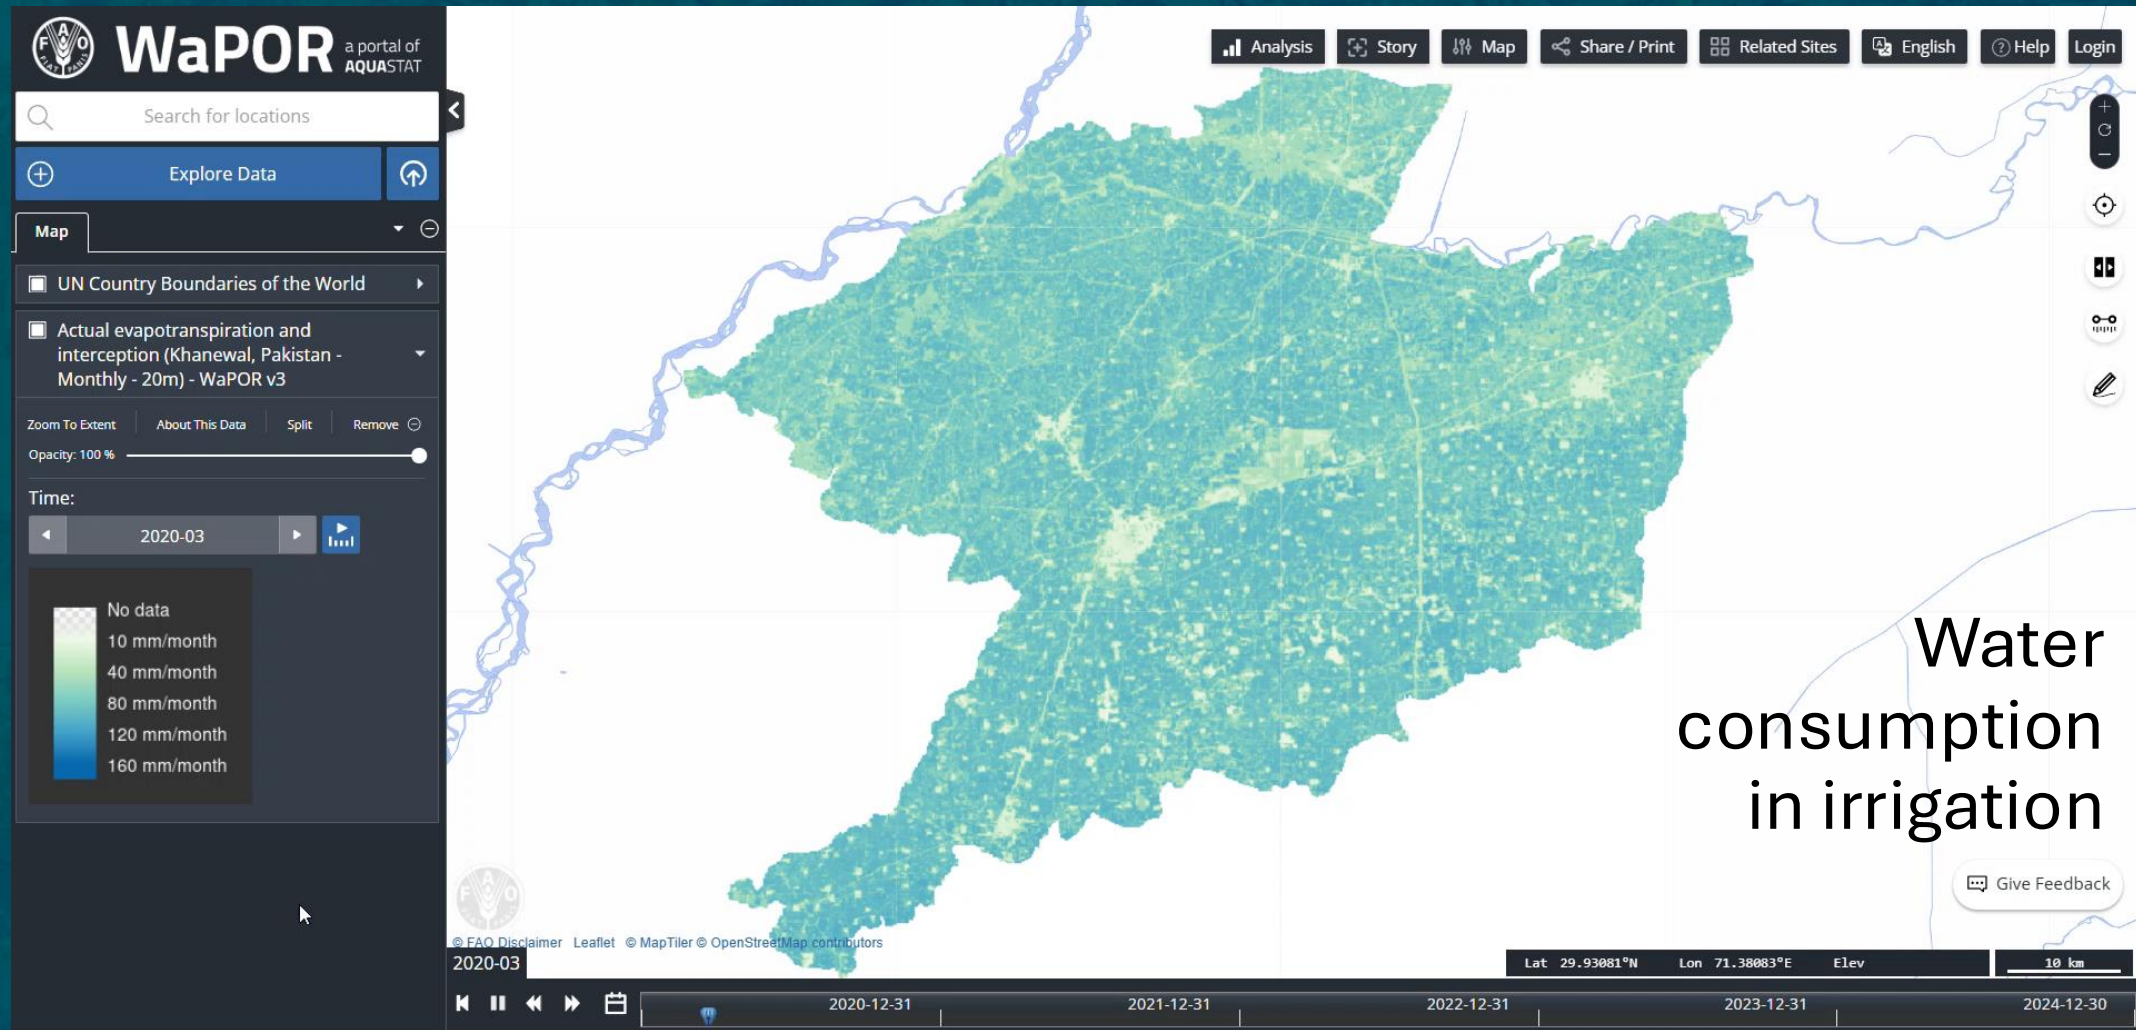 WaPOR
a portal of
AQUASTAT
Search for locations
Explore Data
Map
UN Country Boundaries of the World
Actual evapotranspiration and
interception (Khanewal, Pakistan -
Monthly - 20m) - WaPOR v3
Zoom To Extent
About This Data
Split
Remove
Opacity: 100 %
Time:
2020-03
No data
10 mm/month
40 mm/month
80 mm/month
120 mm/month
160 mm/month
Analysis
Story
Map
Share / Print
Related Sites
English
Help
Login
Water
consumption
in irrigation
Give Feedback
© FAO Disclaimer Leaflet © MapTiler © OpenStreetMap contributors
Lat 29.93081°N Lon 71.38083°E Elev
10 km
2020-03
2020-12-31
2021-12-31
2022-12-31
2023-12-31
2024-12-30